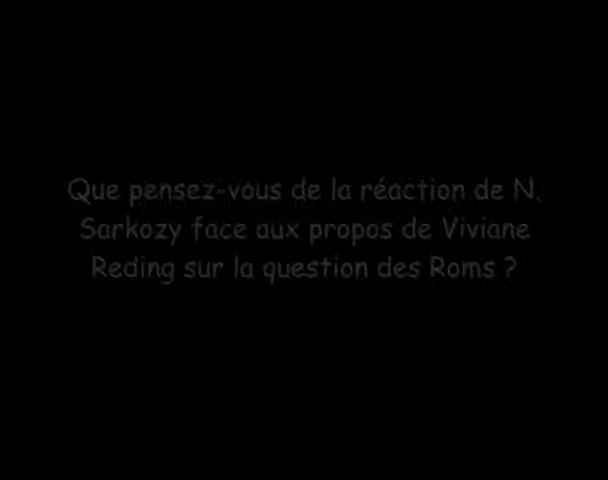 Que pensez-vous de la réaction de N.
Sarkozy face aux propos de Viviane
Reding sur la question des Roms ?